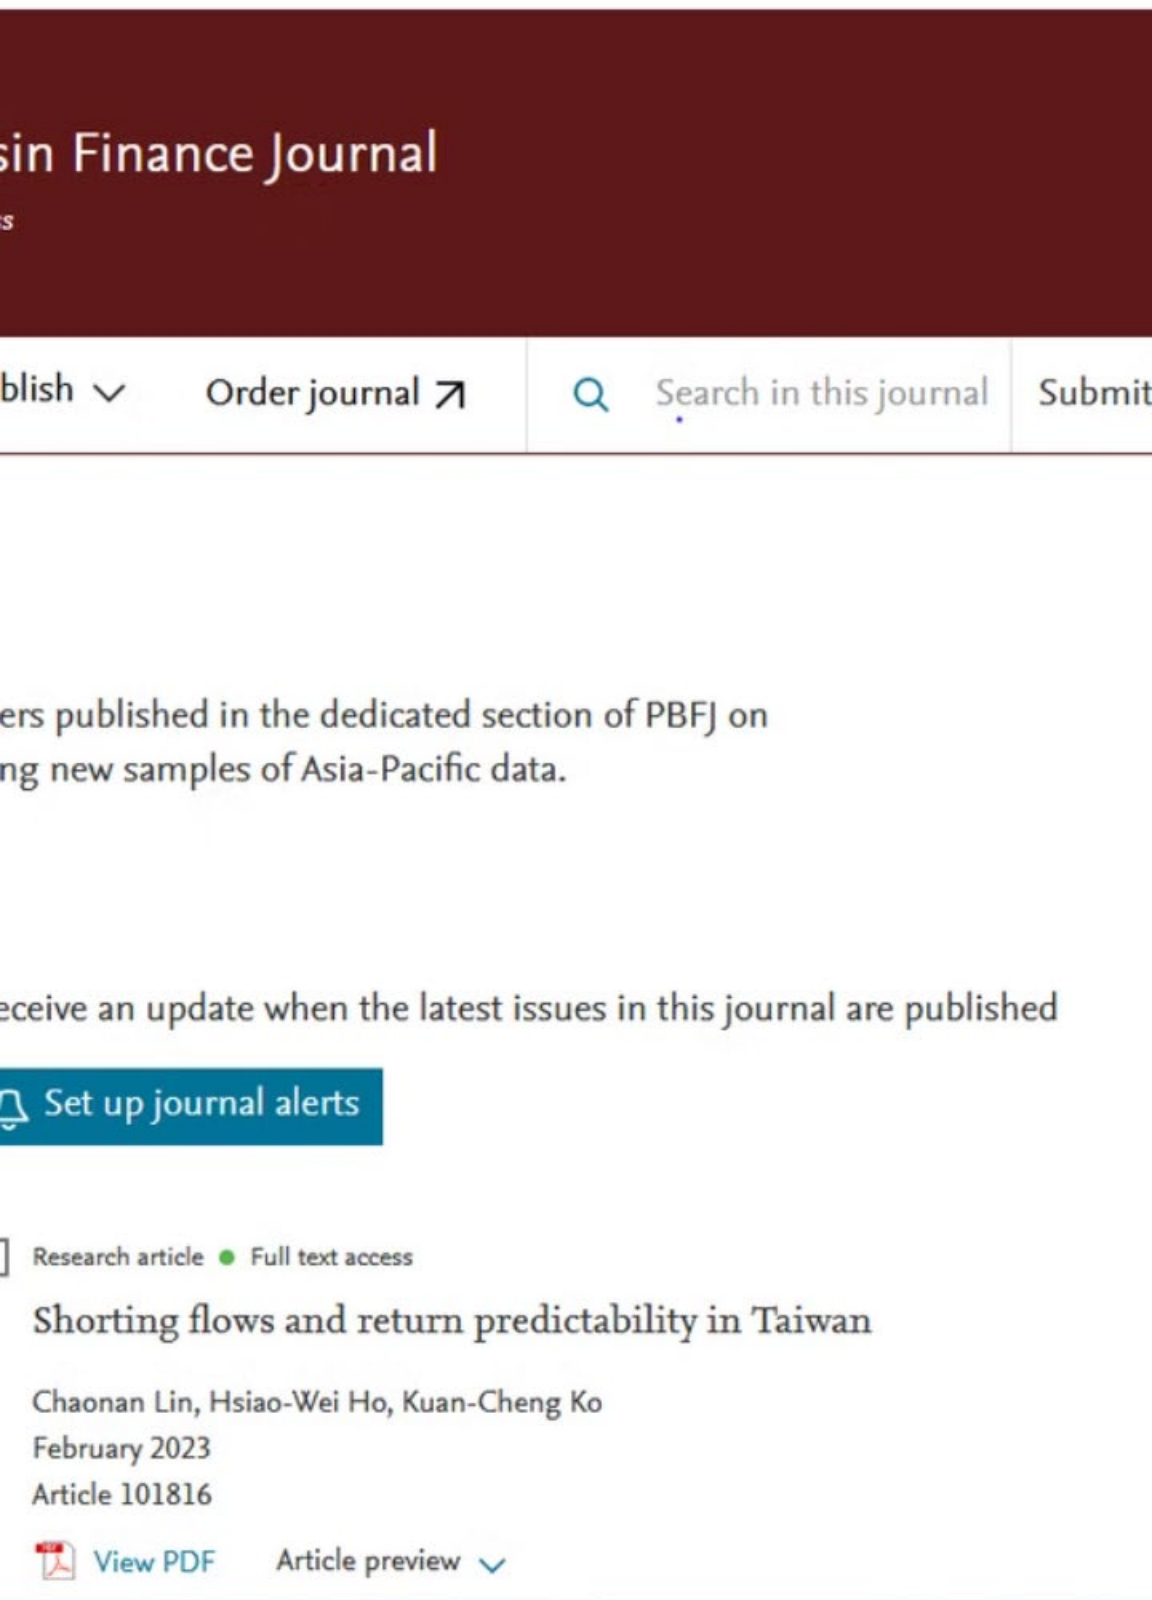 sin Finance Journal
ss
blish
Order journal
Search in this journal
Submit
ers published in the dedicated section of PBFJ on
ng new samples of Asia-Pacific data.
eceive an update when the latest issues in this journal are published
Set up journal alerts
Research article • Full text access
Shorting flows and return predictability in Taiwan
Chaonan Lin, Hsiao-Wei Ho, Kuan-Cheng Ko
February 2023
Article 101816
PDF
View PDF
Article preview